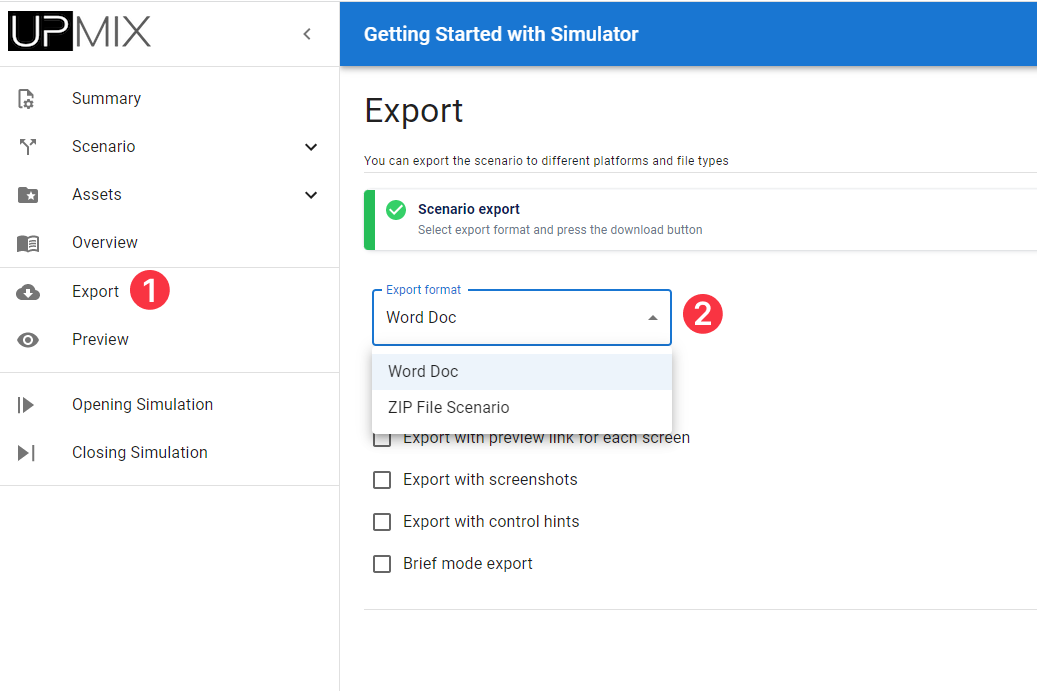 UPMIX
Getting Started with Simulator
Summary
Scenario
Assets
Overview
Export 1
Preview
Opening Simulation
Closing Simulation
Export
You can export the scenario to different platforms and file types
Scenario export
Select export format and press the download button
Export format
Word Doc
2
Word Doc
ZIP File Scenario
Export with preview link for each screen
Export with screenshots
Export with control hints
Brief mode export